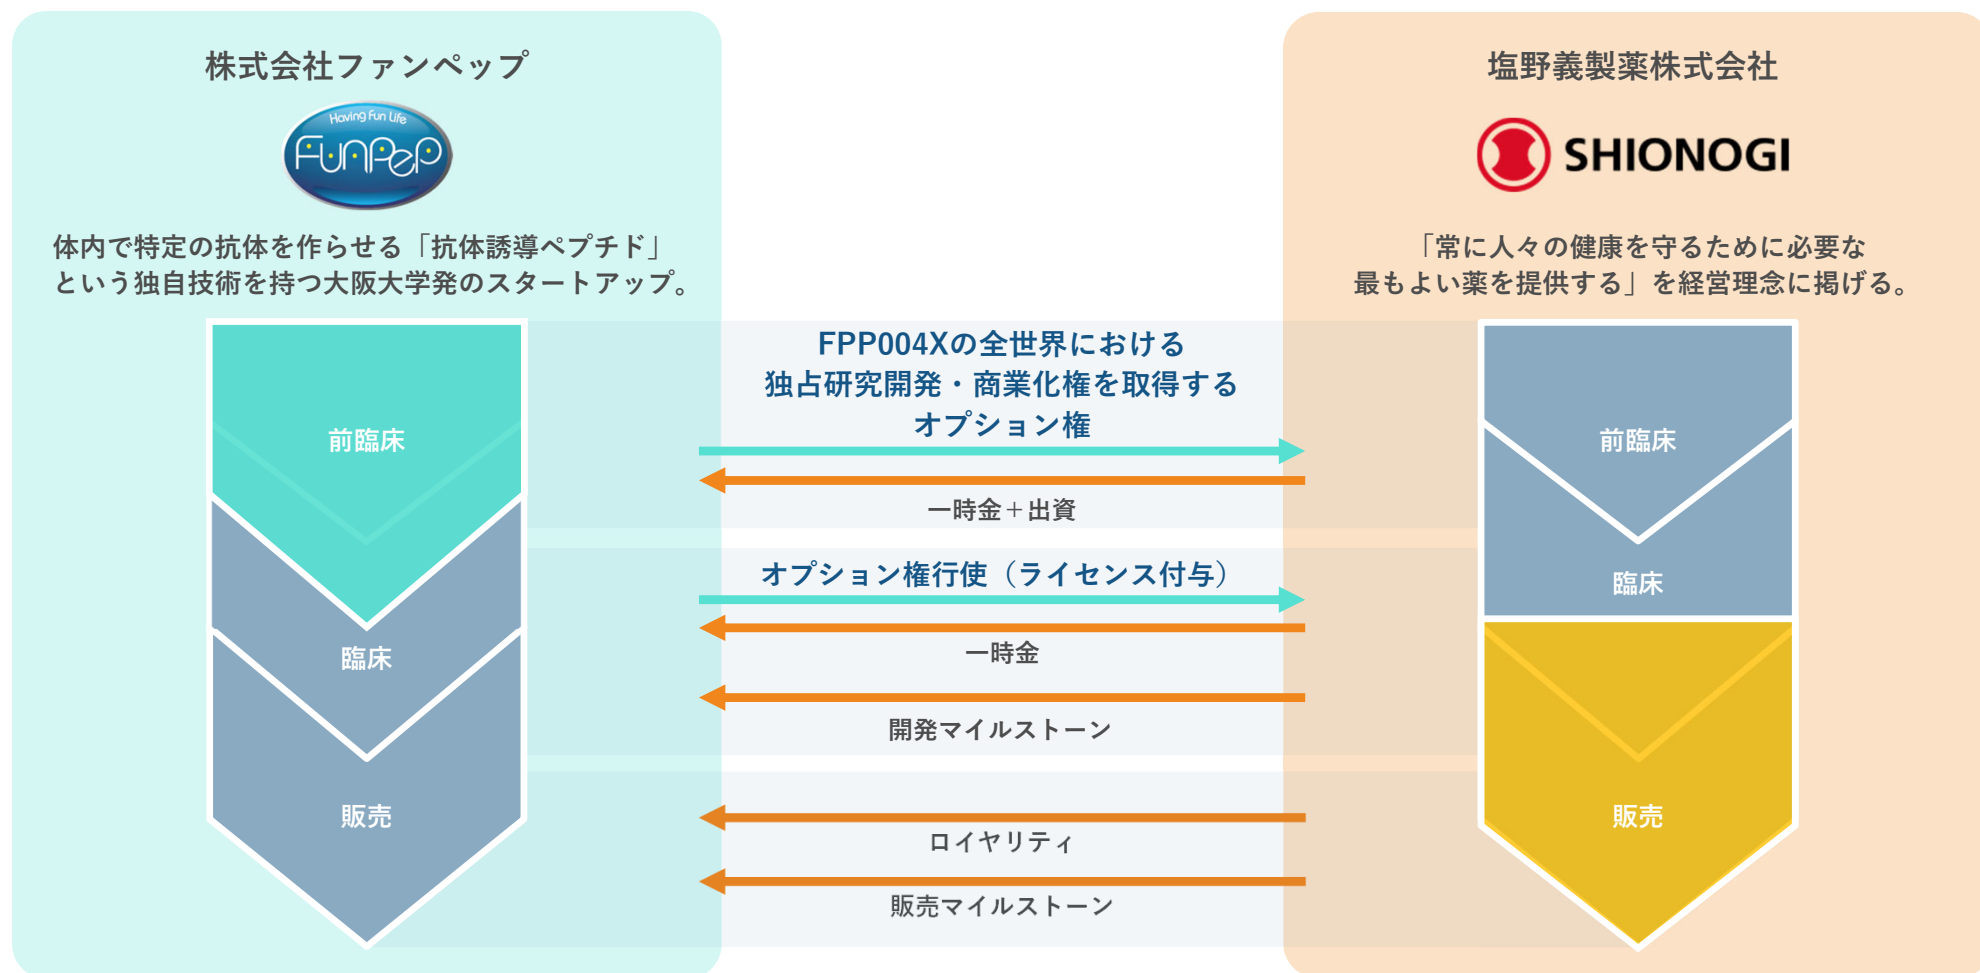 株式会社ファンペップ
Having Fun Life
FunPep
体内で特定の抗体を作らせる「抗体誘導ペプチド」
という独自技術を持つ大阪大学発のスタートアップ。
塩野義製薬株式会社
SHIONOGI
「常に人々の健康を守るために必要な
最もよい薬を提供する」を経営理念に掲げる。
FPP004Xの全世界における
独占研究開発・商業化権を取得する
オプション権
前臨床
前臨床
一時金＋出資
オプション権行使（ライセンス付与）
臨床
臨床
一時金
開発マイルストーン
販売
販売
ロイヤリティ
販売マイルストーン